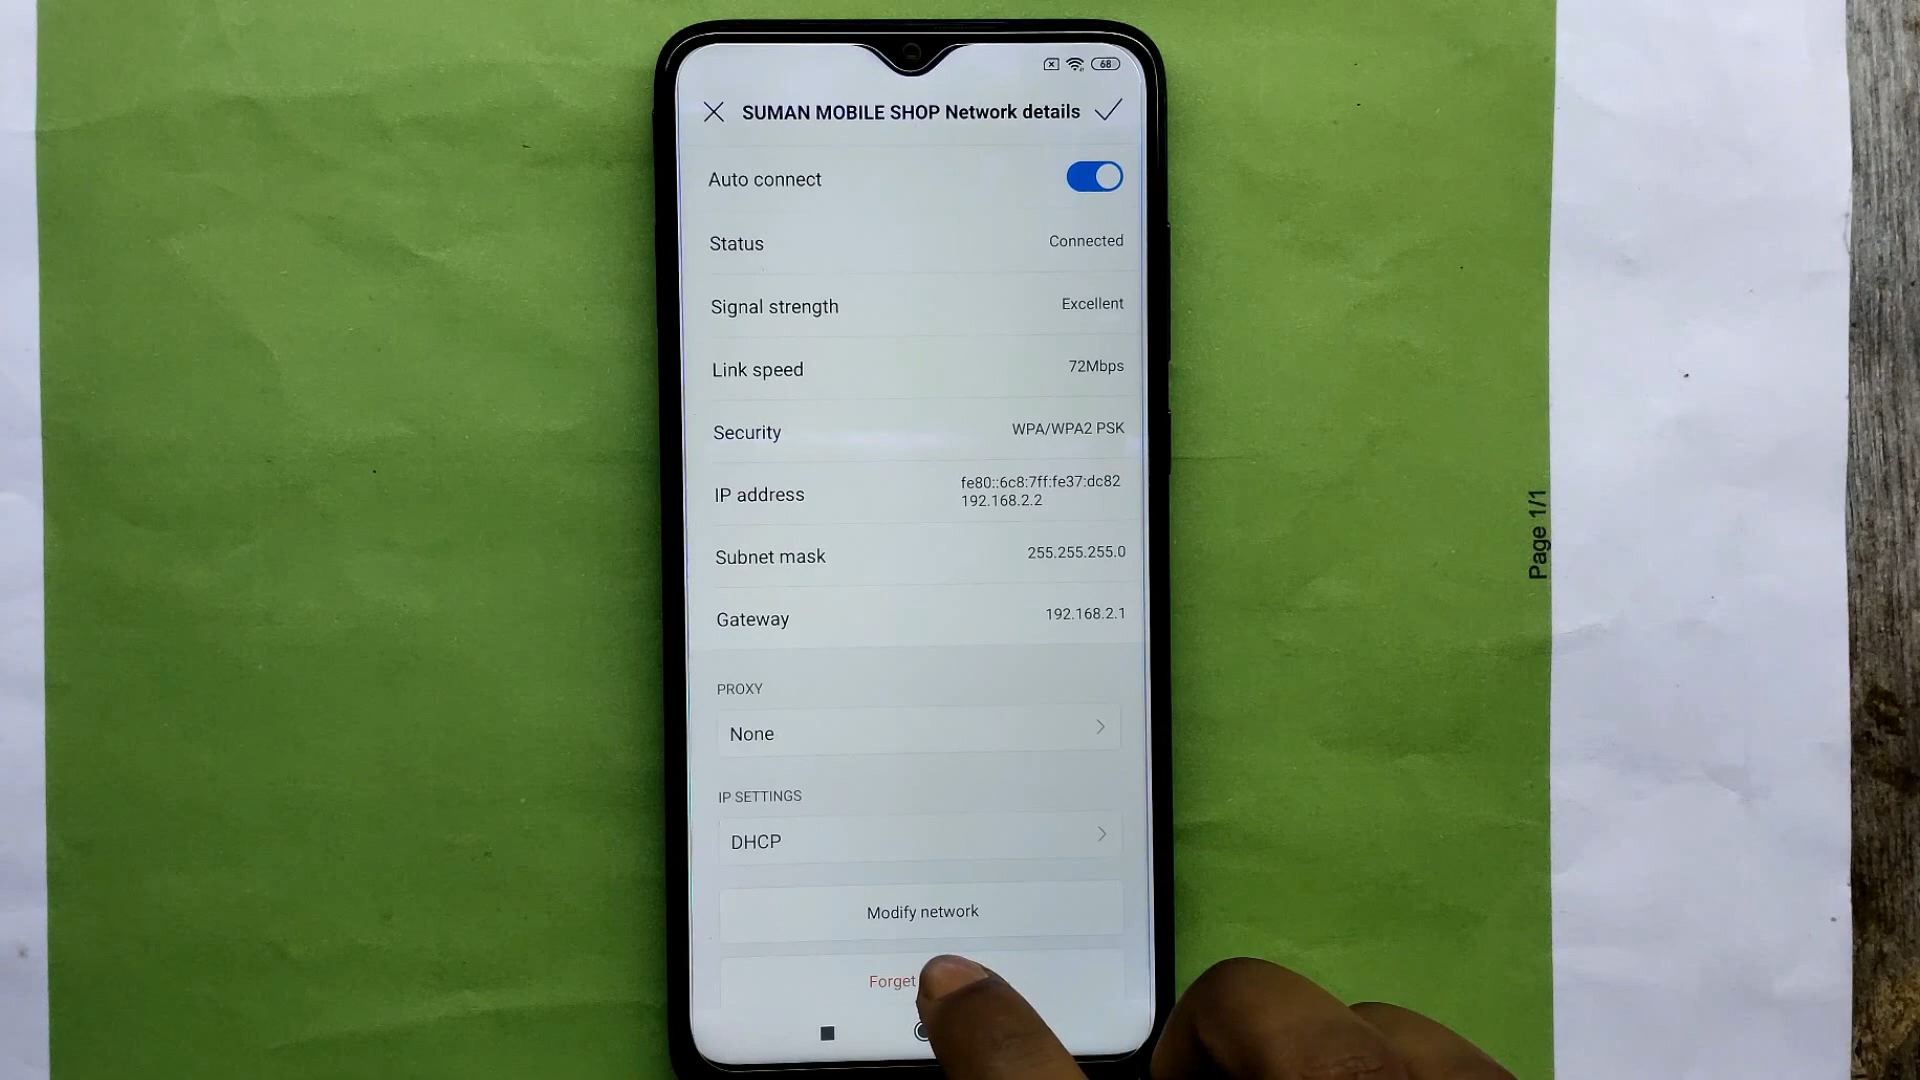 68
SUMAN MOBILE SHOP Network details
Auto connect
Status Connected
Signal strength Excellent
Link speed 72Mbps
Security WPA/WPA2 PSK
IP address fe80::6c8:7ff:fe37:dc82
192.168.2.2
Subnet mask 255.255.255.0
Gateway 192.168.2.1
PROXY
None
IP SETTINGS
DHCP
Modify network
Forget
Page 1/1